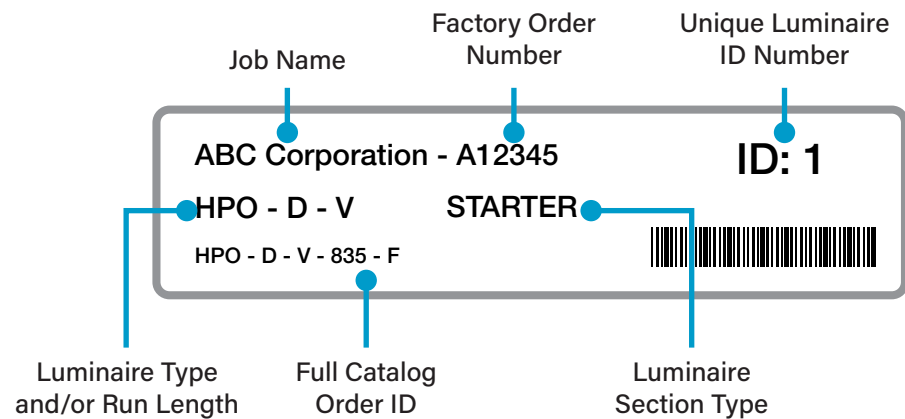 Job Name
Factory Order
Number
Unique Luminaire
ID Number
ABC Corporation - A12345
ID: 1
HPO - D - V
STARTER
HPO - D - V - 835 - F
Luminaire Type
and/or Run Length
Full Catalog
Order ID
Luminaire
Section Type